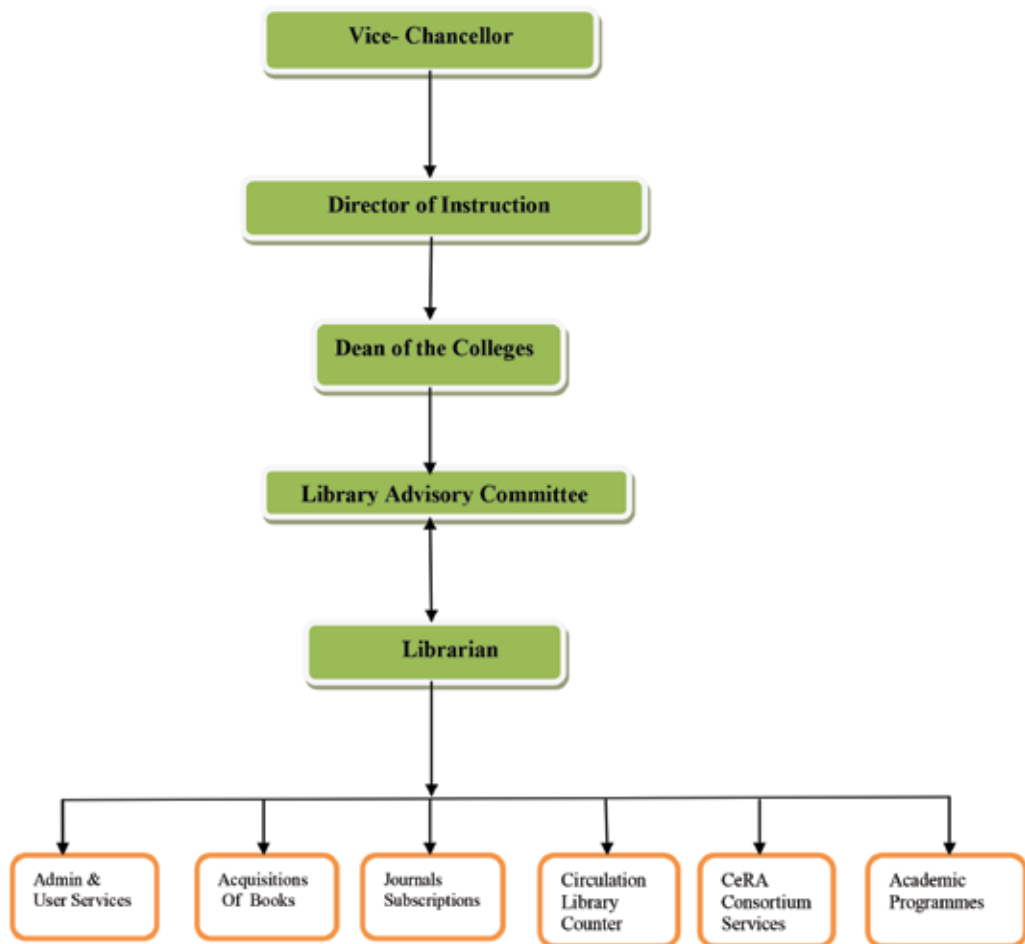 Vice- Chancellor
Director of Instruction
Dean of the Colleges
Library Advisory Committee
Librarian
Admin &
User Services
Acquisitions
Of Books
Journals
Subscriptions
Circulation
Library
Counter
CeRA
Consortium
Services
Academic
Programmes